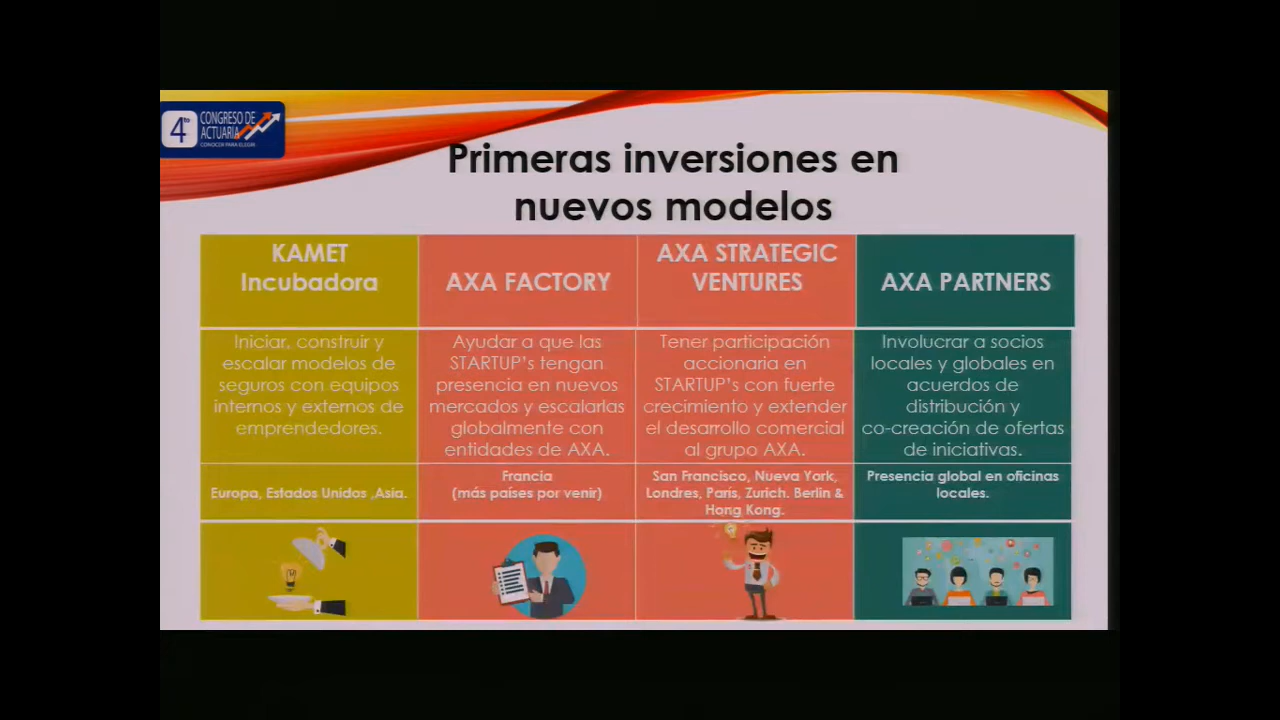 4to
CONGRESO DE
ACTUARIA
CONOCER PARA ELEGIR
Primeras inversiones en
nuevos modelos
KAMET
Incubadora
AXA FACTORY
AXA STRATEGIC
VENTURES
AXA PARTNERS
Iniciar, construir y
escalar modelos de
seguros con equipos
internos y externos de
emprendedores.
Ayudar a que las
STARTUP's tengan
presencia en nuevos
mercados y escalarlas
globalmente con
entidades de AXA.
Tener participación
accionaria en
STARTUP's con fuerte
crecimiento y extender
el desarrollo comercial
al grupo AXA.
Involucrar a socios
locales y globales en
acuerdos de
distribución y
co-creación de ofertas
de iniciativas.
Europa, Estados Unidos ,Asia.
Francia
(más países por venir)
San Francisco, Nueva York,
Londres, París, Zurich. Berlin &
Hong Kong.
Presencia global en oficinas
locales.